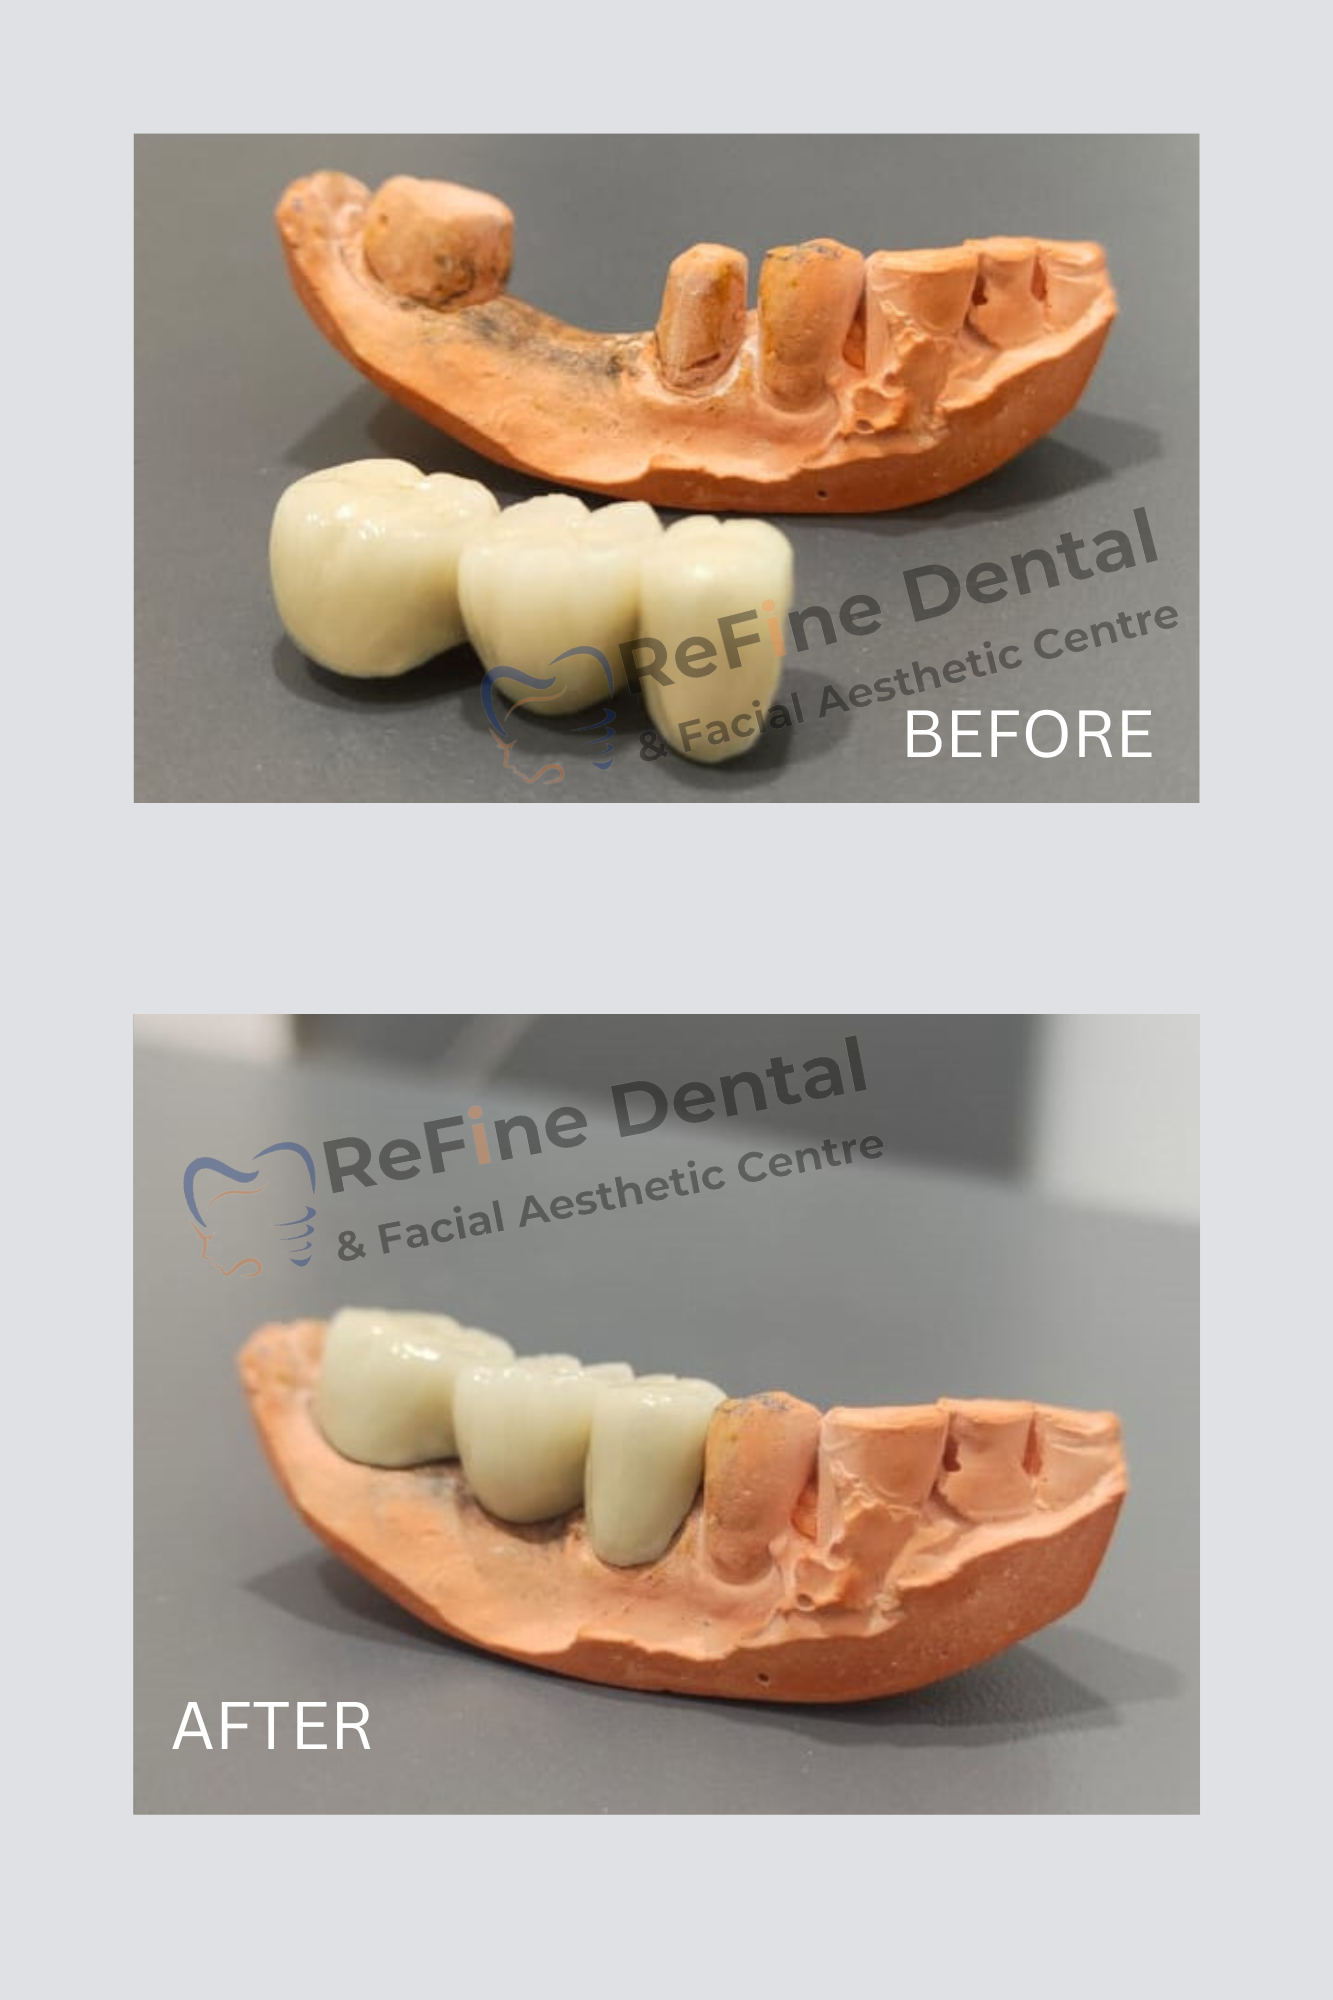 ReFine Dental
& Facial Aesthetic Centre
BEFORE
ReFine Dental
& Facial Aesthetic Centre
AFTER